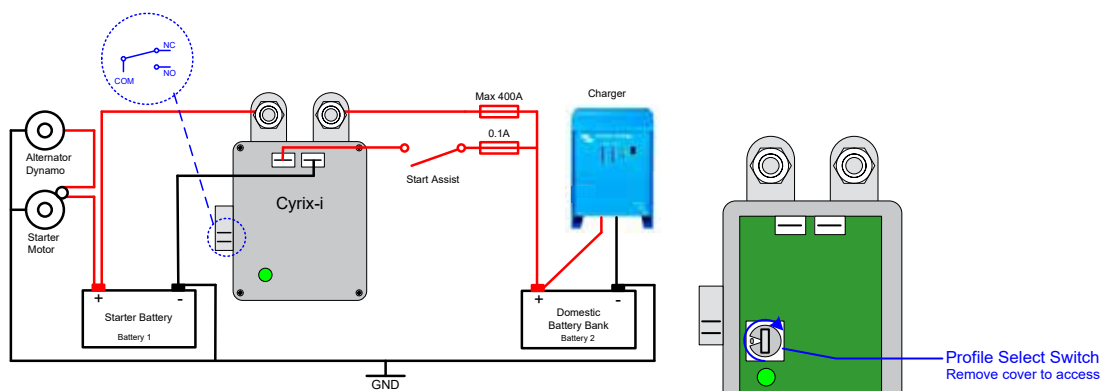 NC
COM
NO
Max 400A
Charger
0.1A
Start Assist
Alternator
Dynamo
Cyrix-i
Starter
Motor
+ -
Starter Battery
Battery 1
+ -
Domestic
Battery Bank
Battery 2
GND
Profile Select Switch
Remove cover to access